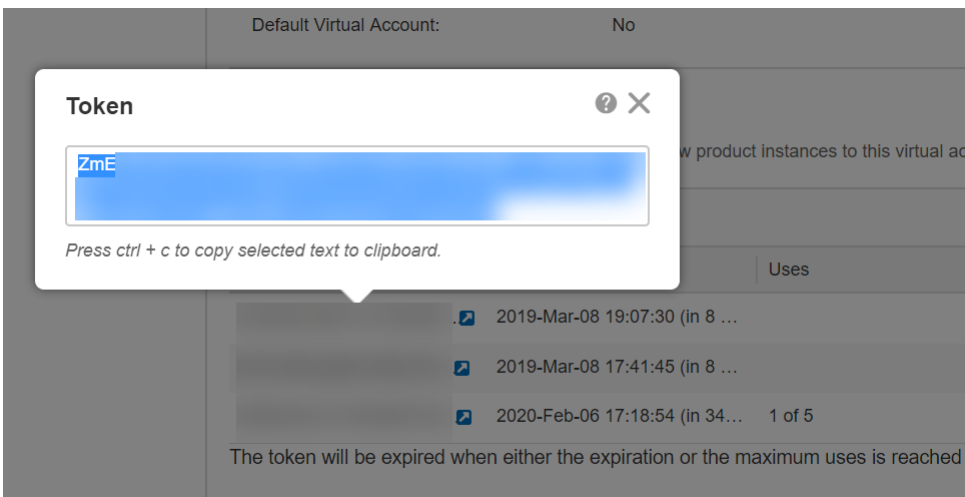 Default Virtual Account: No
Token
ZmE
w product instances to this virtual ac
Press ctrl + c to copy selected text to clipboard.
Uses
2019-Mar-08 19:07:30 (in 8 …
2019-Mar-08 17:41:45 (in 8 …
2020-Feb-06 17:18:54 (in 34… 1 of 5
The token will be expired when either the expiration or the maximum uses is reached